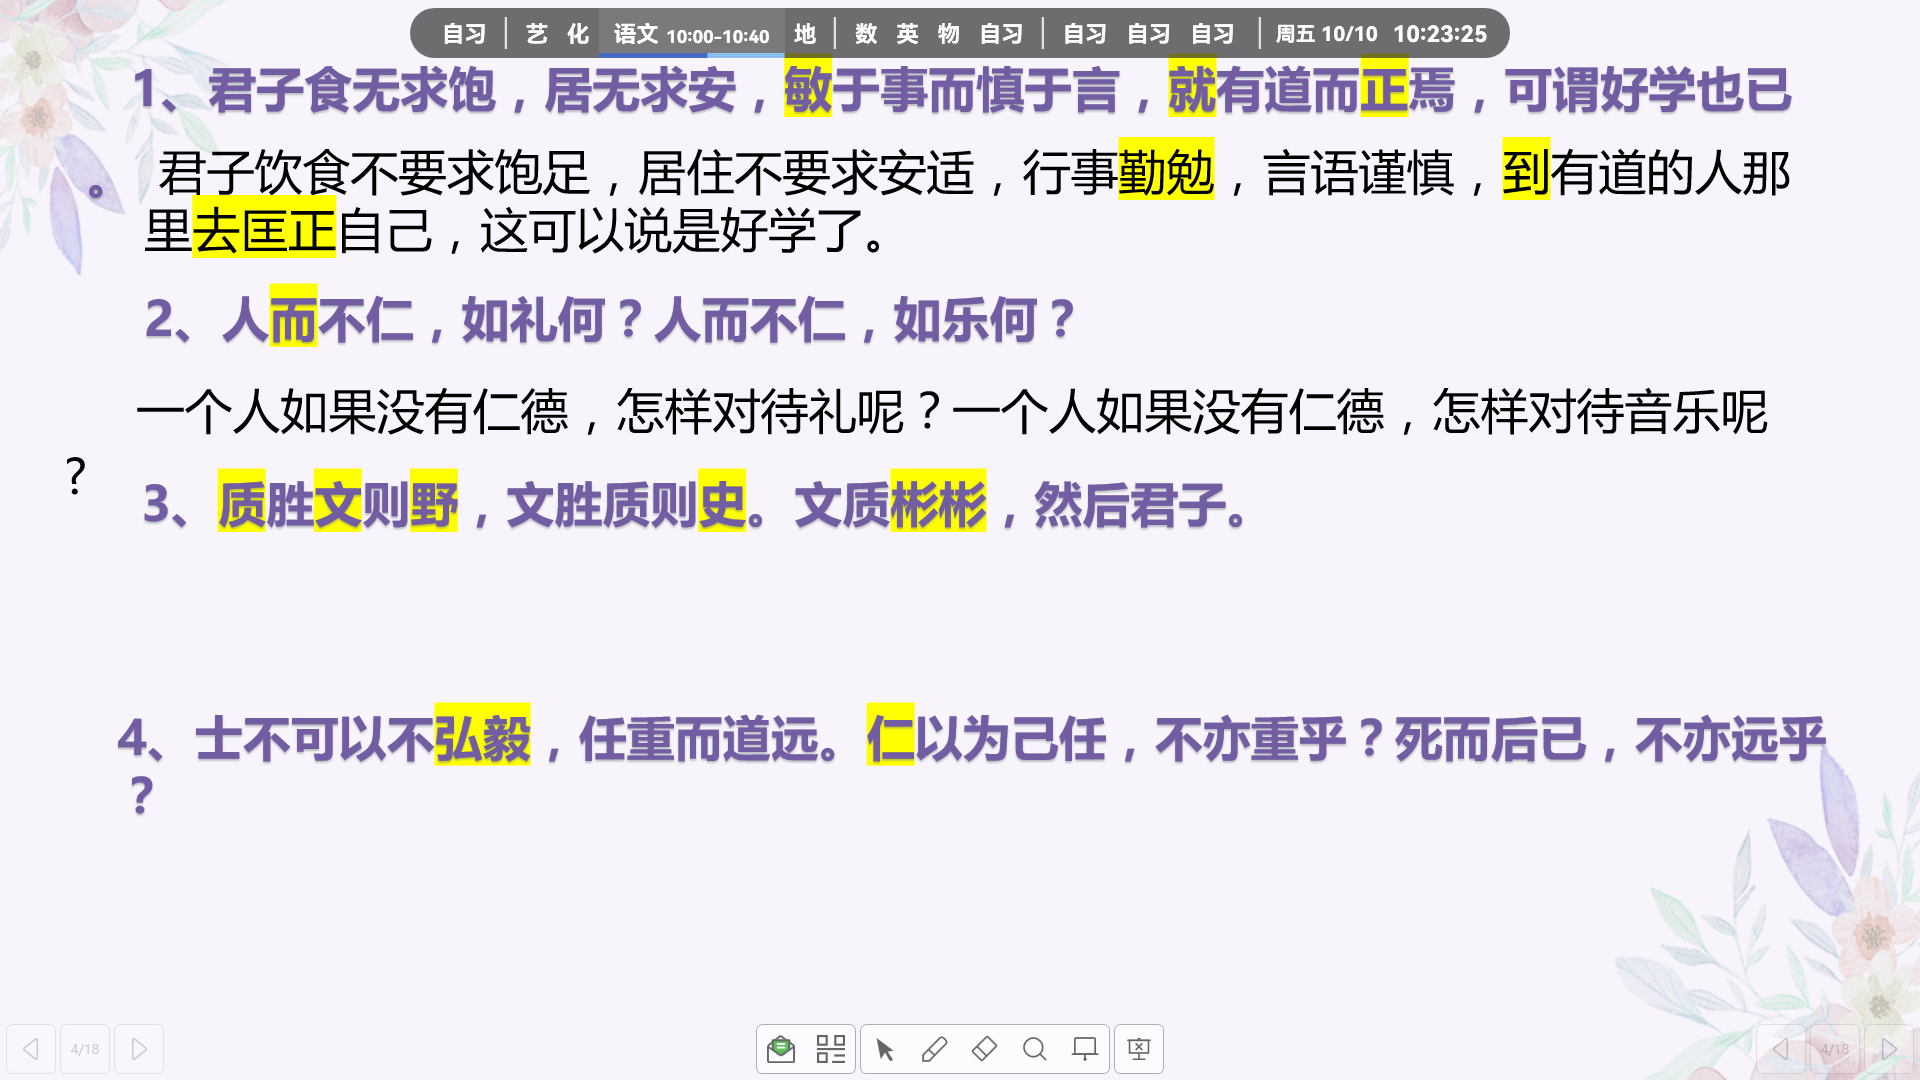 自习 艺 化 语文 10:00-10:40 地 数 英 物 自习 自习 自习 自习 周五 10/10 10:23:25
1、君子食无求饱，居无求安，敏于事而慎于言，就有道而正焉，可谓好学也已
。
君子饮食不要求饱足，居住不要求安适，行事勤勉，言语谨慎，到有道的人那
里去匡正自己，这可以说是好学了。
2、人而不仁，如礼何？人而不仁，如乐何？
一个人如果没有仁德，怎样对待礼呢？一个人如果没有仁德，怎样对待音乐呢
？
3、质胜文则野，文胜质则史。文质彬彬，然后君子。
4、士不可以不弘毅，任重而道远。仁以为己任，不亦重乎？死而后已，不亦远乎
？
4/18
4/18